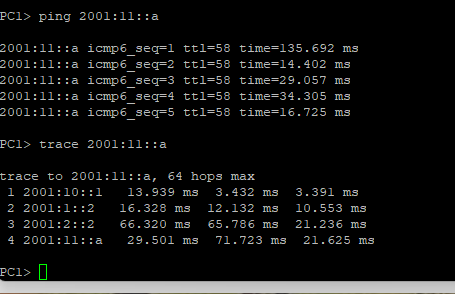 PC1> ping 2001:11::a
2001:11::a icmp6_seq=1 ttl=58 time=135.692 ms
2001:11::a icmp6_seq=2 ttl=58 time=14.402 ms
2001:11::a icmp6_seq=3 ttl=58 time=29.057 ms
2001:11::a icmp6_seq=4 ttl=58 time=34.305 ms
2001:11::a icmp6_seq=5 ttl=58 time=16.725 ms
PC1> trace 2001:11::a
trace to 2001:11::a, 64 hops max
1 2001:10::1 13.939 ms 3.432 ms 3.391 ms
2 2001:1::2 16.328 ms 12.132 ms 10.553 ms
3 2001:2::2 66.320 ms 65.786 ms 21.236 ms
4 2001:11::a 29.501 ms 71.723 ms 21.625 ms
PC1>